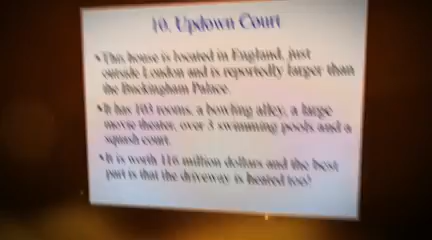 10. Updown Court
•This house is located in England, just
outside London and is reportedly larger than
the Buckingham Palace.
•It has 103 rooms, a bowling alley, a large
movie theater, over 3 swimming pools and a
squash court.
•It is worth 116 million dollars and the best
part is that the driveway is heated too!